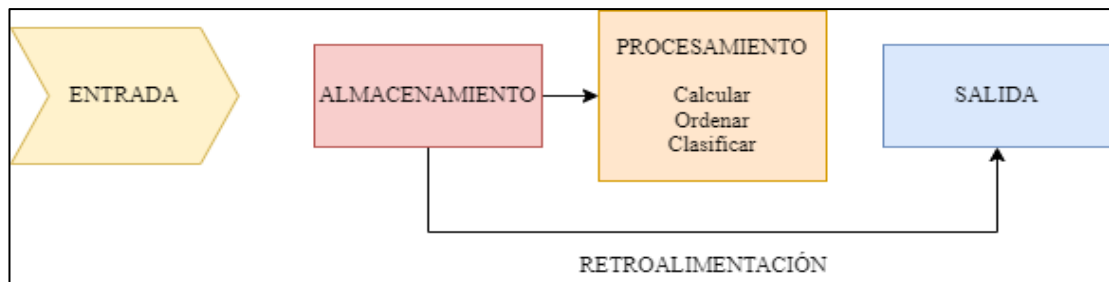 ENTRADA
ALMACENAMIENTO
PROCESAMIENTO
Calcular
Ordenar
Clasificar
SALIDA
RETROALIMENTACIÓN